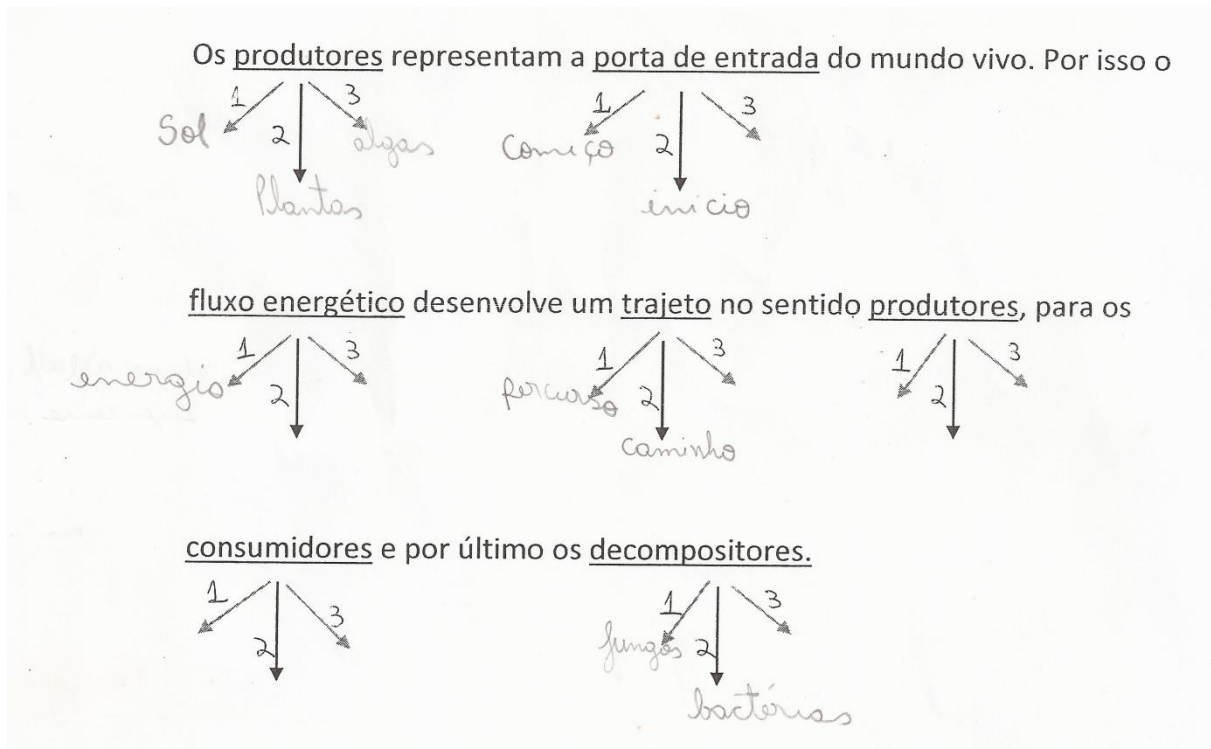 Os produtores representam a porta de entrada do mundo vivo. Por isso o
1 3 1 3
Sol 2 algas Começo 2
Plantas inicio
fluxo energético desenvolve um trajeto no sentido produtores, para os
1 3 1 3 1 3
energia 2 percurso 2 2
caminho
consumidores e por último os decompositores.
1 3 1 3
2 fungos 2
bactérias